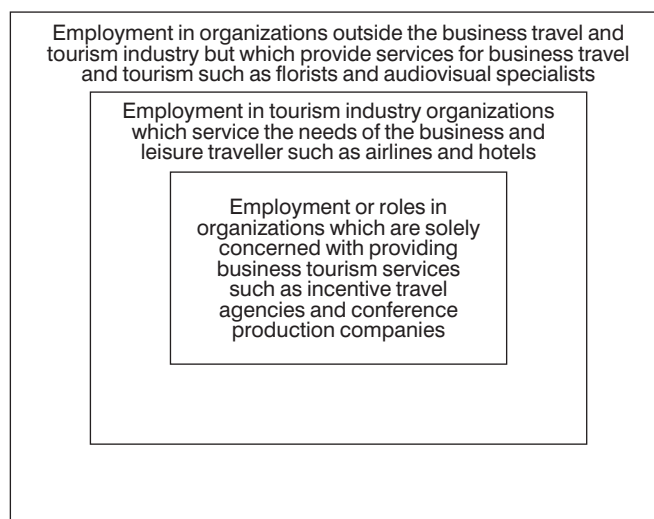 Employment in organizations outside the business travel and
tourism industry but which provide services for business travel
and tourism such as florists and audiovisual specialists
Employment in tourism industry organizations
which service the needs of the business and
leisure traveller such as airlines and hotels
Employment or roles in
organizations which are solely
concerned with providing
business tourism services
such as incentive travel
agencies and conference
production companies